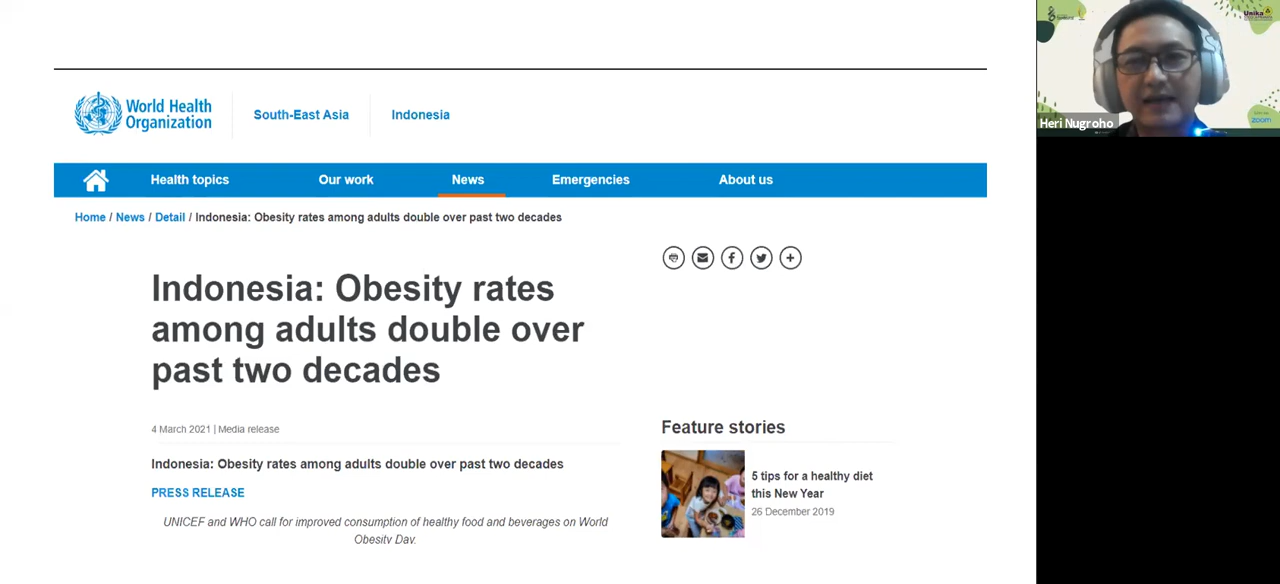 World Health
Organization
South-East Asia
Indonesia
Health topics
Our work
News
Emergencies
About us
Home / News / Detail / Indonesia: Obesity rates among adults double over past two decades
Indonesia: Obesity rates
among adults double over
past two decades
4 March 2021 | Media release
Indonesia: Obesity rates among adults double over past two decades
PRESS RELEASE
UNICEF and WHO call for improved consumption of healthy food and beverages on World
Obesity Day.
Feature stories
5 tips for a healthy diet
this New Year
26 December 2019
Unika
zoom
Heri Nugroho